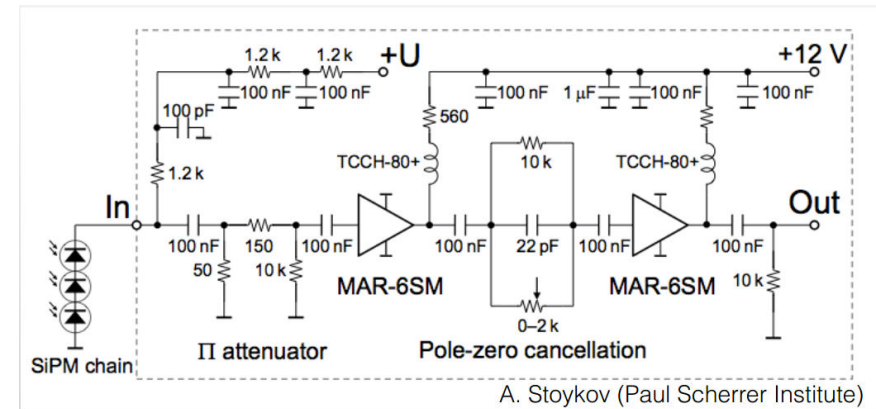 1.2 k 1.2 k +U +12 V
100 nF 100 nF 100 nF 1 µF 100 nF 100 nF
100 pF
560
1.2 k TCCH-80+ 10 k TCCH-80+
In Out
100 nF 150 100 nF 100 nF 22 pF 100 nF 100 nF
50 10 k MAR-6SM MAR-6SM 10 k
0–2 k
SiPM chain Π attenuator Pole-zero cancellation
A. Stoykov (Paul Scherrer Institute)